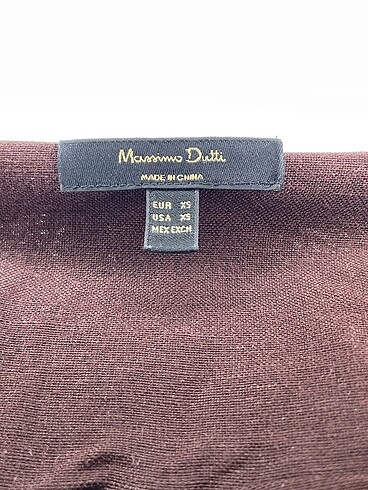 Massimo Dutti
MADE IN CHINA
EUR XS
USA XS
MEX EXCH